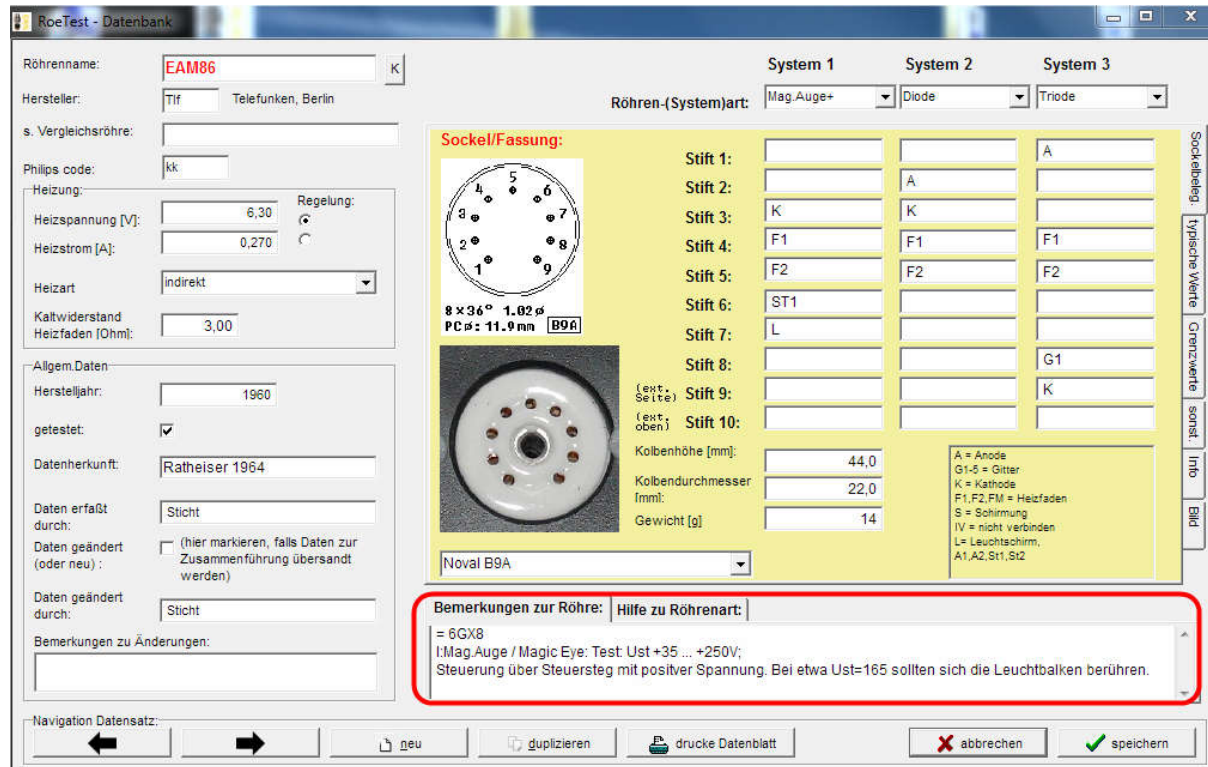 RoeTest - Datenbank
Röhrenname: EAM86 K
Hersteller: Tlf Telefunken, Berlin
s. Vergleichsröhre:
Philips code: kk
Heizung:
Regelung:
Heizspannung [V]: 6,30
Heizstrom [A]: 0,270
Heizart indirekt
Kaltwiderstand
Heizfaden [Ohm]: 3,00
Allgem.Daten
Herstelljahr: 1960
getestet:
Datenherkunft: Ratheiser 1964
Daten erfaßt
durch: Sticht
Daten geändert
(oder neu) :
(hier markieren, falls Daten zur
Zusammenführung übersandt
werden)
Daten geändert
durch: Sticht
Bemerkungen zu Änderungen:
System 1 System 2 System 3
Röhren-(System)art: Mag.Auge+ Diode Triode
Sockel/Fassung:
5
4 6
3 7
2 8
1 9
8×36° 1.02ø
PCø: 11.9mm B9A
Stift 1: A
Stift 2: A
Stift 3: K K
Stift 4: F1 F1 F1
Stift 5: F2 F2 F2
Stift 6: ST1
Stift 7: L
Stift 8: G1
(ext. Seite) Stift 9: K
(ext. oben) Stift 10:
Kolbenhöhe [mm]: 44,0
Kolbendurchmesser
[mm]: 22,0
Gewicht [g] 14
A = Anode
G1-5 = Gitter
K = Kathode
F1,F2,FM = Heizfaden
S = Schirmung
IV = nicht verbinden
L= Leuchtschirm,
A1,A2,St1,St2
Noval B9A
Sockelbeleg.
typische Werte
Grenzwerte
sonst.
Info
Bild
Bemerkungen zur Röhre: Hilfe zu Röhrenart:
= 6GX8
I:Mag.Auge / Magic Eye: Test: Ust +35 ... +250V;
Steuerung über Steuersteg mit positver Spannung. Bei etwa Ust=165 sollten sich die Leuchtbalken berühren.
Navigation Datensatz:
neu duplizieren drucke Datenblatt abbrechen speichern